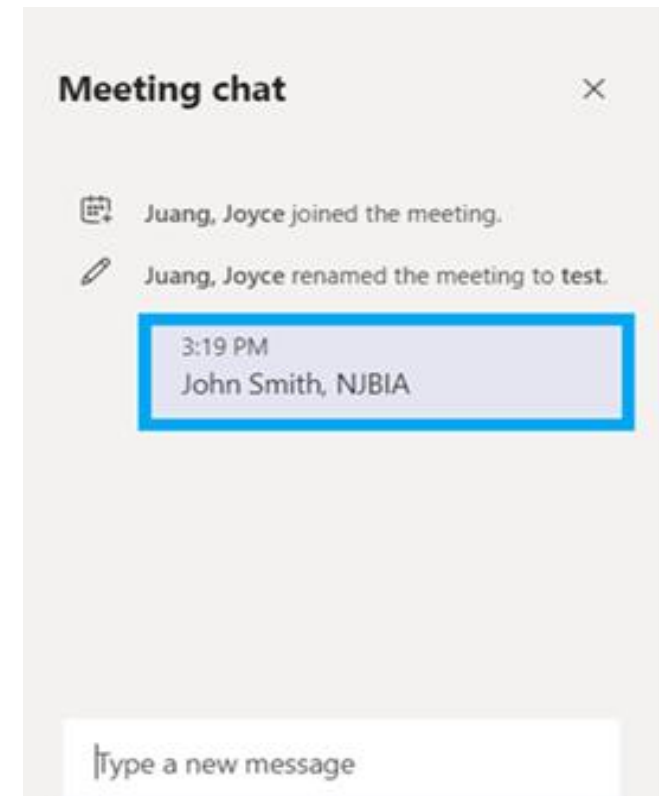 Meeting chat
Juang, Joyce joined the meeting.
Juang, Joyce renamed the meeting to test.
3:19 PM
John Smith, NJBIA
Type a new message